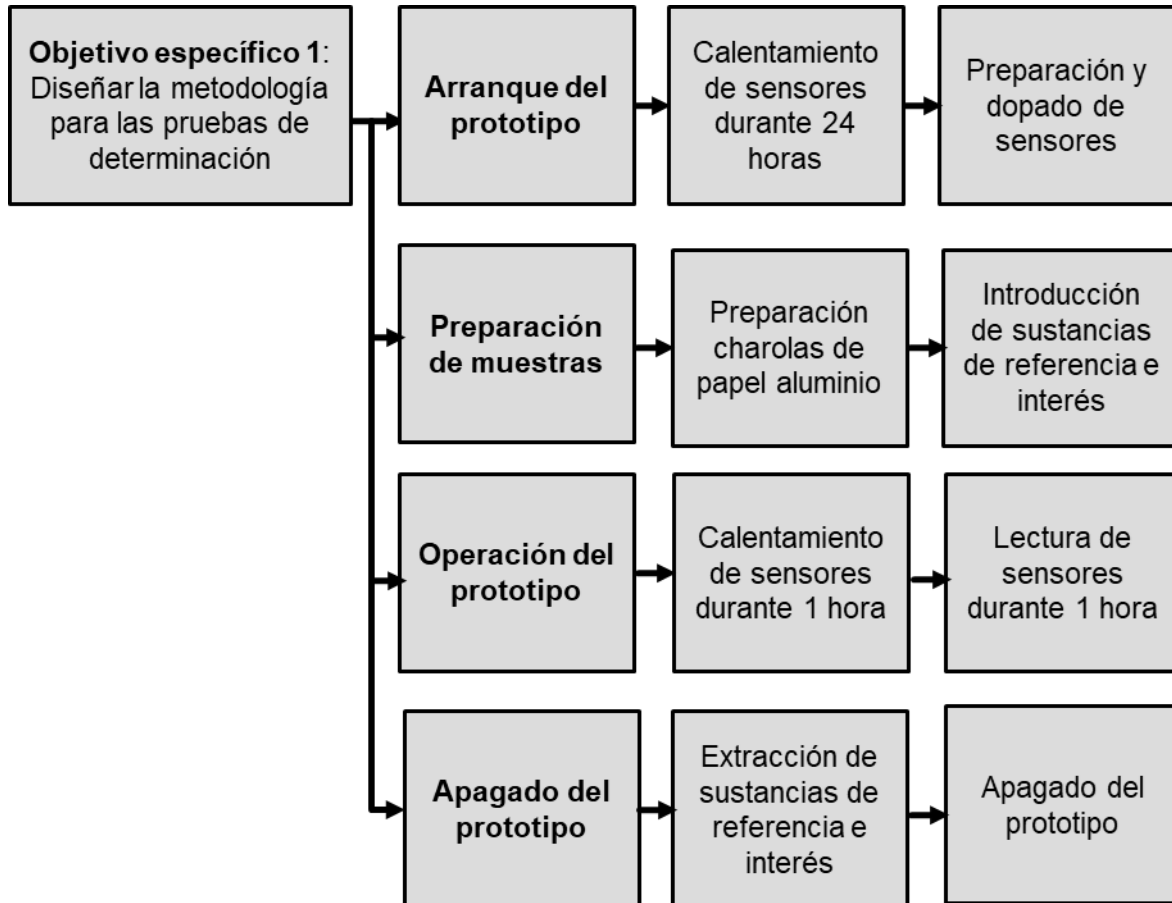 Objetivo específico 1:
Diseñar la metodología
para las pruebas de
determinación
Arranque del
prototipo
Calentamiento
de sensores
durante 24
horas
Preparación y
dopado de
sensores
Preparación
de muestras
Preparación
charolas de
papel aluminio
Introducción
de sustancias
de referencia e
interés
Operación del
prototipo
Calentamiento
de sensores
durante 1 hora
Lectura de
sensores
durante 1 hora
Apagado del
prototipo
Extracción de
sustancias de
referencia e
interés
Apagado del
prototipo